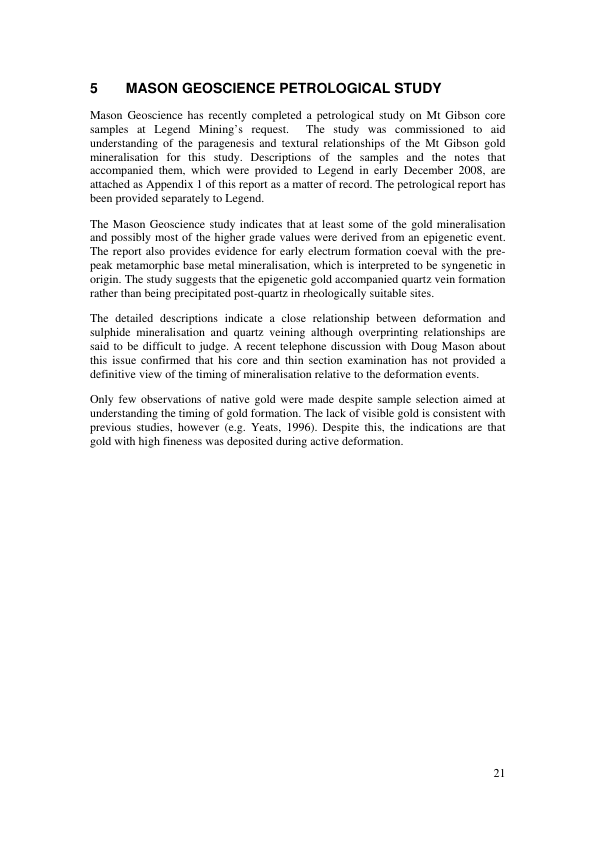 5 MASON GEOSCIENCE PETROLOGICAL STUDY
Mason Geoscience has recently completed a petrological study on Mt Gibson core
samples at Legend Mining's request. The study was commissioned to aid
understanding of the paragenesis and textural relationships of the Mt Gibson gold
mineralisation for this study. Descriptions of the samples and the notes that
accompanied them, which were provided to Legend in early December 2008, are
attached as Appendix 1 of this report as a matter of record. The petrological report has
been provided separately to Legend.
The Mason Geoscience study indicates that at least some of the gold mineralisation
and possibly most of the higher grade values were derived from an epigenetic event.
The report also provides evidence for early electrum formation coeval with the pre-
peak metamorphic base metal mineralisation, which is interpreted to be syngenetic in
origin. The study suggests that the epigenetic gold accompanied quartz vein formation
rather than being precipitated post-quartz in rheologically suitable sites.
The detailed descriptions indicate a close relationship between deformation and
sulphide mineralisation and quartz veining although overprinting relationships are
said to be difficult to judge. A recent telephone discussion with Doug Mason about
this issue confirmed that his core and thin section examination has not provided a
definitive view of the timing of mineralisation relative to the deformation events.
Only few observations of native gold were made despite sample selection aimed at
understanding the timing of gold formation. The lack of visible gold is consistent with
previous studies, however (e.g. Yeats, 1996). Despite this, the indications are that
gold with high fineness was deposited during active deformation.
21